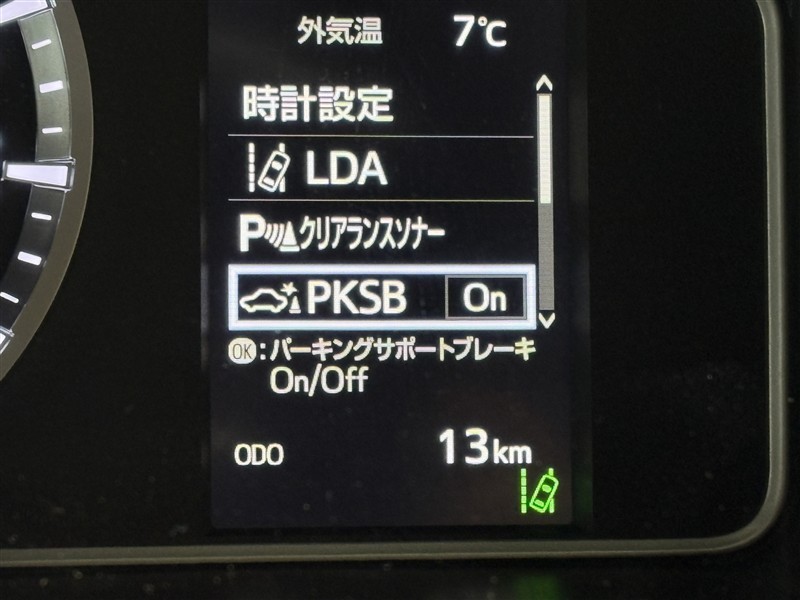 外気温 7℃
時計設定
LDA
Pクリアランスソナー
PKSB On
OK:パーキングサポートブレーキ
On/Off
ODO 13km